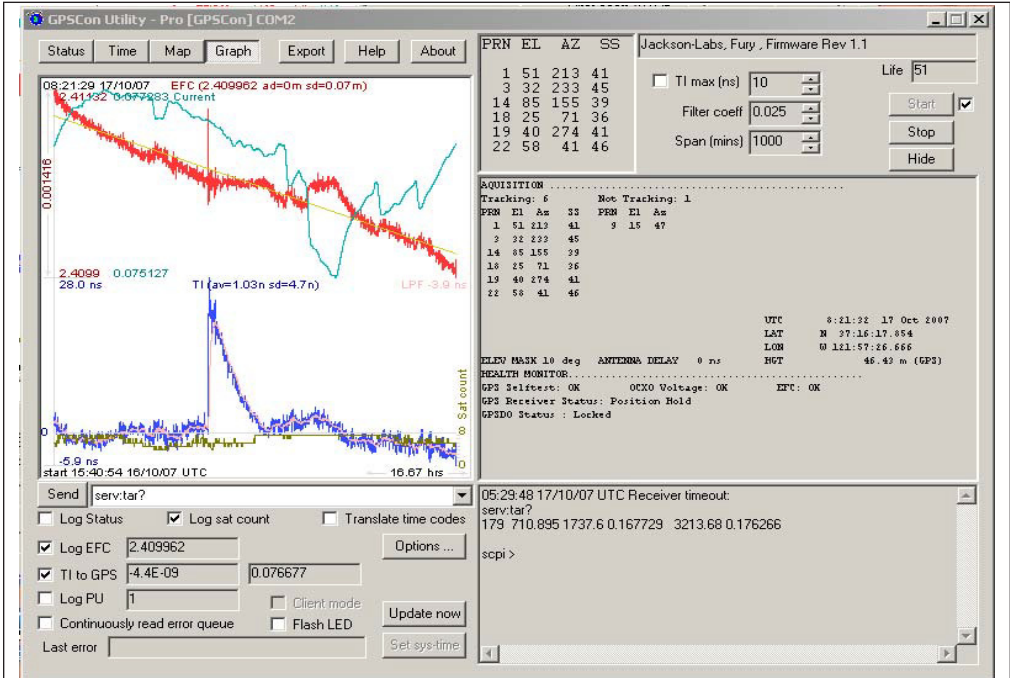 GPSCon Utility - Pro [GPSCon] COM2
Status Time Map Graph Export Help About
08:21:29 17/10/07 EFC (2.409962 ad=0m sd=0.07m)
2.41132 0.077283 Current
0.001416
2.4099 0.075127
28.0 ns TI (av=1.03n sd=4.7n) LPF -3.9 ns
8 Sat count
0
-5.9 ns 0
start 15:40:54 16/10/07 UTC 16.67 hrs
PRN EL AZ SS
1 51 213 41
3 32 233 45
14 85 155 39
18 25 71 36
19 40 274 41
22 58 41 46
Jackson-Labs, Fury , Firmware Rev 1.1
TI max (ns) 10
Filter coeff 0.025
Span (mins) 1000
Life 51
Start
Stop
Hide
AQUISITION
Tracking: 6 Not Tracking: 1
PRN El Az SS PRN El Az
1 51 213 41 9 15 47
3 32 233 45
14 85 155 39
18 25 71 36
19 40 274 41
22 58 41 46
UTC 8:21:32 17 Oct 2007
LAT N 37:16:17.854
LON W 121:57:26.666
ELEV MASK 10 deg ANTENNA DELAY 0 ns HGT 46.43 m (GPS)
HEALTH MONITOR
GPS Selftest: OK OCXO Voltage: OK EFC: OK
GPS Receiver Status: Position Hold
GPSDO Status : Locked
Send serv:tar?
Log Status Log sat count Translate time codes
Log EFC 2.409962 Options ...
TI to GPS -4.4E-09 0.076677
Log PU 1 Client mode
Continuously read error queue Flash LED Update now
Last error Set sys-time
05:29:48 17/10/07 UTC Receiver timeout:
serv:tar?
179 710.895 1737.6 0.167729 3213.68 0.176266
scpi >